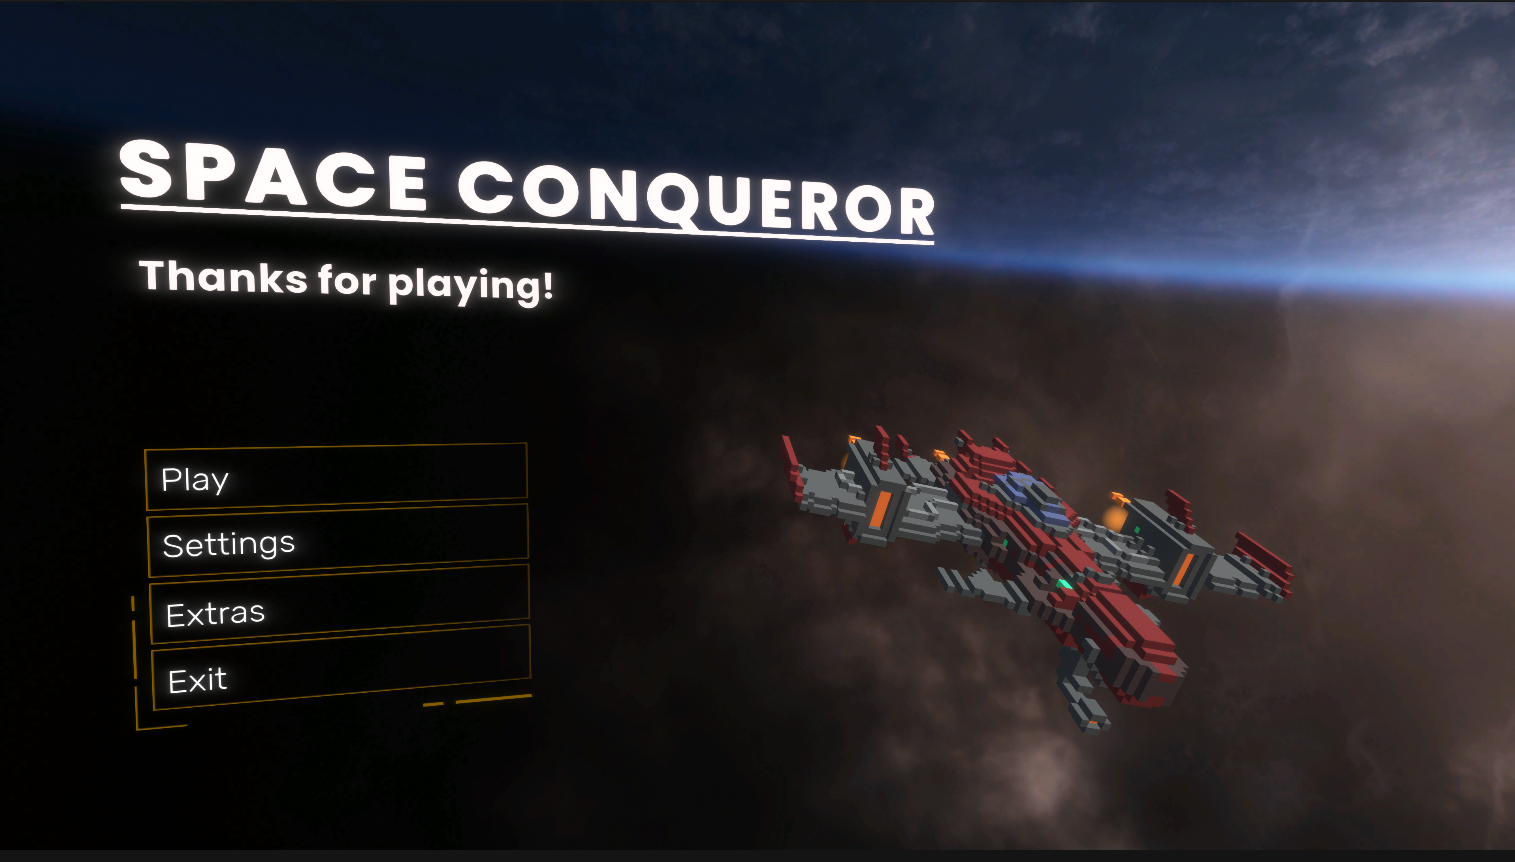 SPACE CONQUEROR
Thanks for playing!
Play
Settings
Extras
Exit